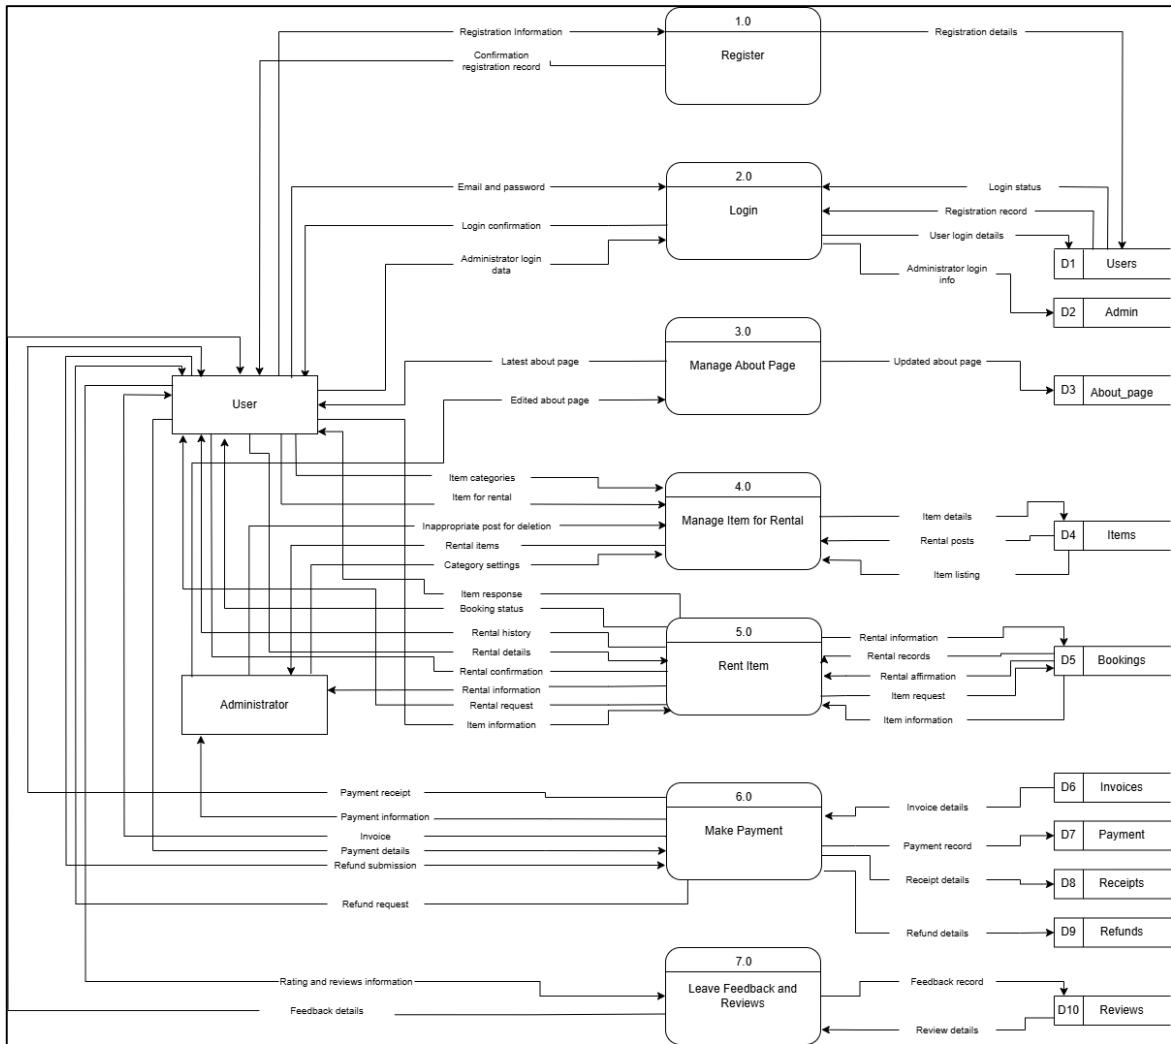 1.0
Registration Information
Registration details
Register
Confirmation
registration record
2.0
Email and password
Login status
Login
Registration record
Login confirmation
User login details
Administrator login
data
D1 Users
Administrator login
info
D2 Admin
3.0
Latest about page
Manage About Page
Updated about page
D3 About_page
Edited about page
User
Item categories
4.0
Item for rental
Manage Item for Rental
Item details
Inappropriate post for deletion
D4 Items
Rental items
Rental posts
Category settings
Item listing
Item response
Booking status
5.0
Rental history
Rental information
Rental details
Rent Item
Rental records
D5 Bookings
Rental confirmation
Rental affirmation
Rental information
Item request
Administrator
Rental request
Item information
Item information
Payment receipt
6.0
D6 Invoices
Payment information
Invoice details
Make Payment
Invoice
D7 Payment
Payment details
Payment record
Refund submission
Receipt details
D8 Receipts
Refund request
Refund details
D9 Refunds
7.0
Rating and reviews information
Leave Feedback and
Reviews
Feedback record
Feedback details
D10 Reviews
Review details